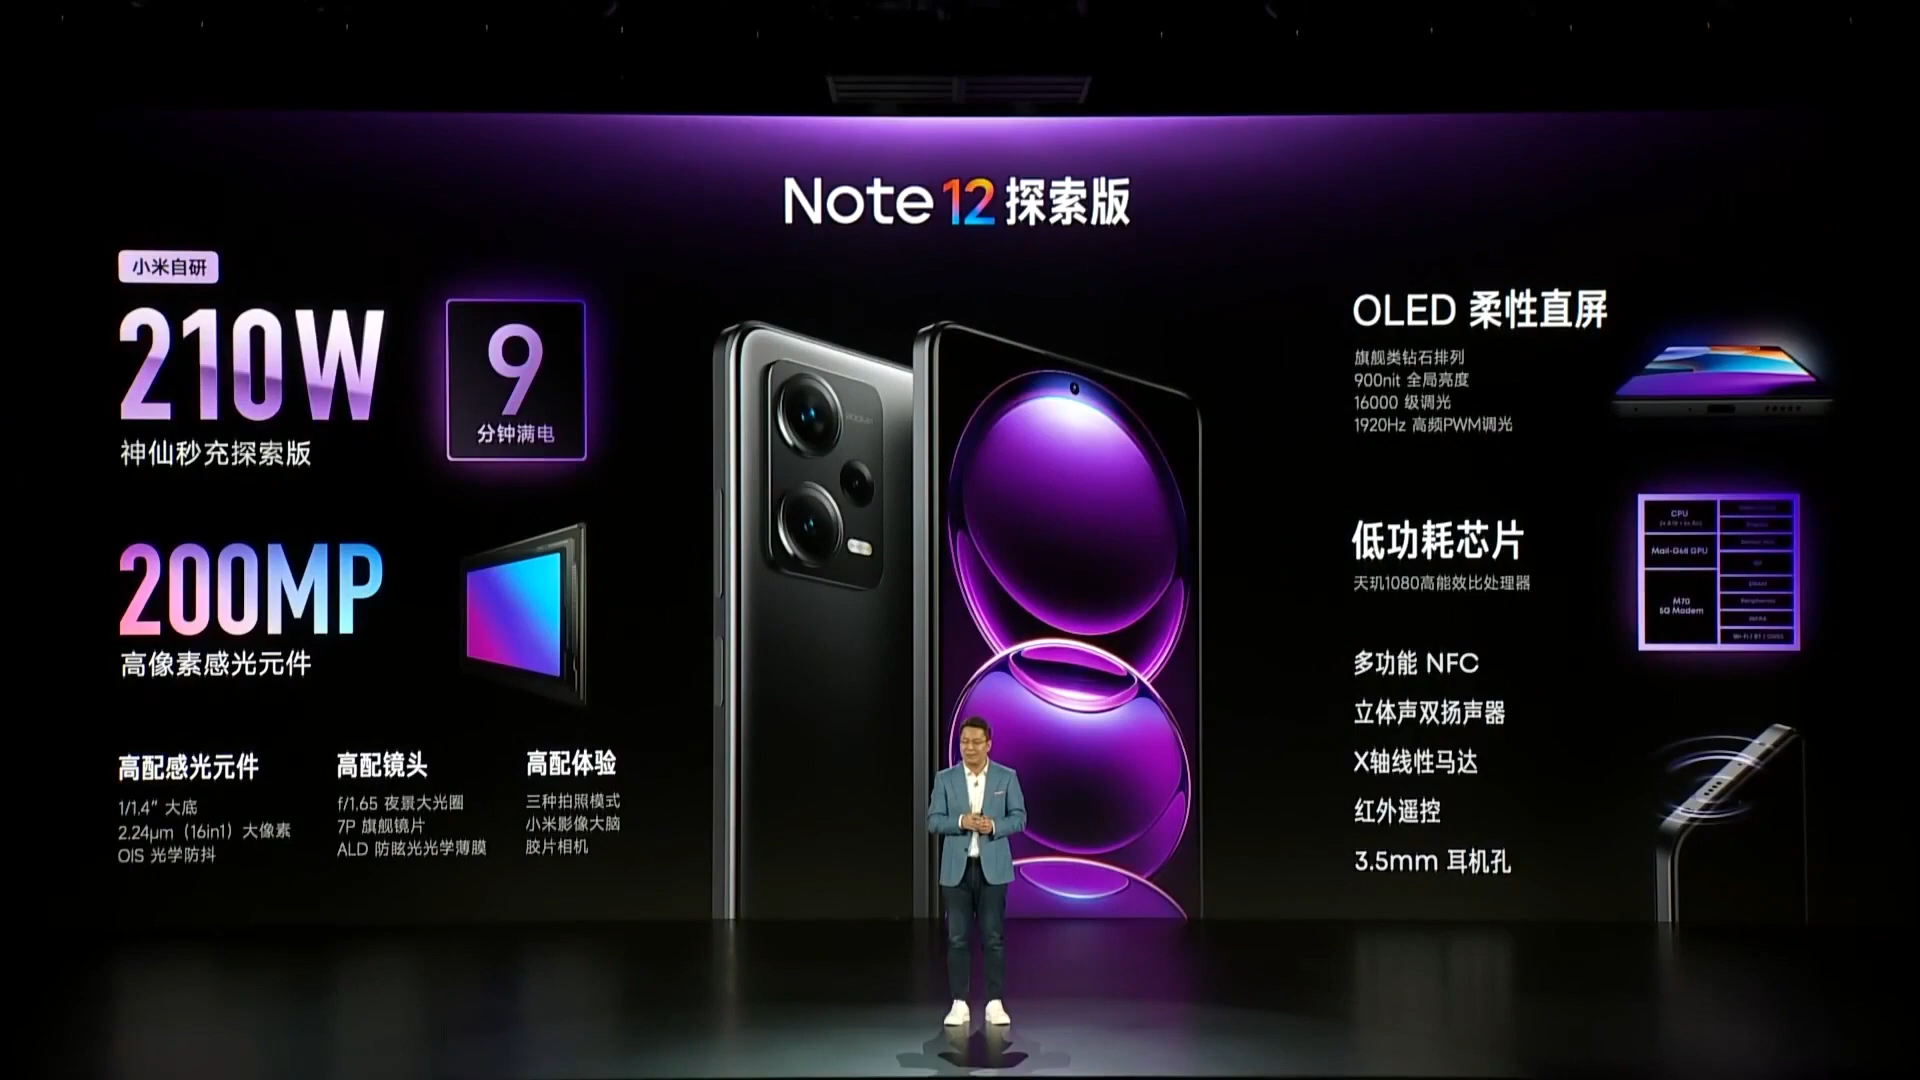 Note 12 探索版
小米自研
210W
神仙秒充探索版
9
分钟满电
200MP
高像素感光元件
高配感光元件
1/1.4" 大底
2.24μm（16in1）大像素
OIS 光学防抖
高配镜头
f/1.65 夜景大光圈
7P 旗舰镜片
ALD 防眩光光学薄膜
高配体验
三种拍照模式
小米影像大脑
胶片相机
OLED 柔性直屏
旗舰类钻石排列
900nit 全局亮度
16000 级调光
1920Hz 高频PWM调光
低功耗芯片
天玑1080高能效比处理器
CPU
Mali-G68 GPU
M70
5G Modem
多功能 NFC
立体声双扬声器
X轴线性马达
红外遥控
3.5mm 耳机孔